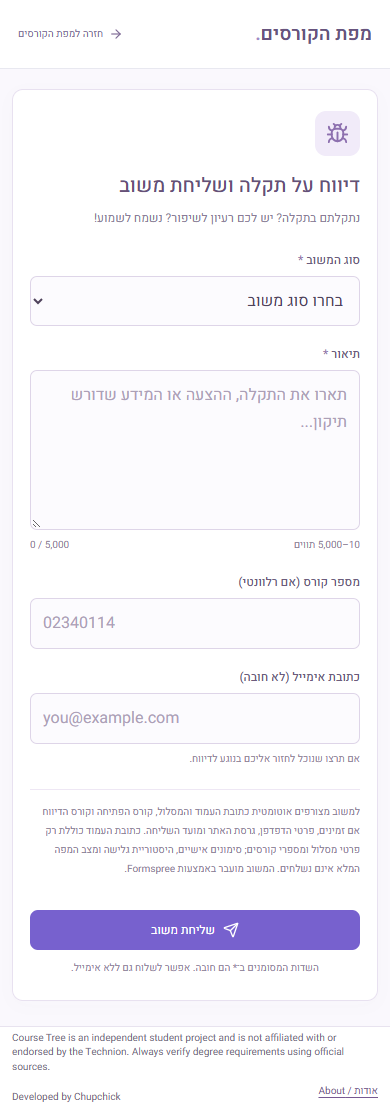 מפת הקורסים.
חזרה למפת הקורסים
דיווח על תקלה ושליחת משוב
נתקלתם בתקלה? יש לכם רעיון לשיפור? נשמח לשמוע!
סוג המשוב *
בחרו סוג משוב
תיאור *
תארו את התקלה, ההצעה או המידע שדורש
תיקון...
10–5,000 תווים
0 / 5,000
מספר קורס (אם רלוונטי)
02340114
כתובת אימייל (לא חובה)
you@example.com
אם תרצו שנוכל לחזור אליכם בנוגע לדיווח.
למשוב מצורפים אוטומטית כתובת העמוד והמסלול, קורס הפתיחה וקורס הדיווח
אם זמינים, פרטי הדפדפן, גרסת האתר ומועד השליחה. כתובת העמוד כוללת רק
פרטי מסלול ומספרי קורסים; סימונים אישיים, היסטוריית גלישה ומצב המפה
המלא אינם נשלחים. המשוב מועבר באמצעות Formspree.
שליחת משוב
השדות המסומנים ב־* הם חובה. אפשר לשלוח גם ללא אימייל.
Course Tree is an independent student project and is not affiliated with or
endorsed by the Technion. Always verify degree requirements using official
sources.
אודות / About
Developed by Chupchick